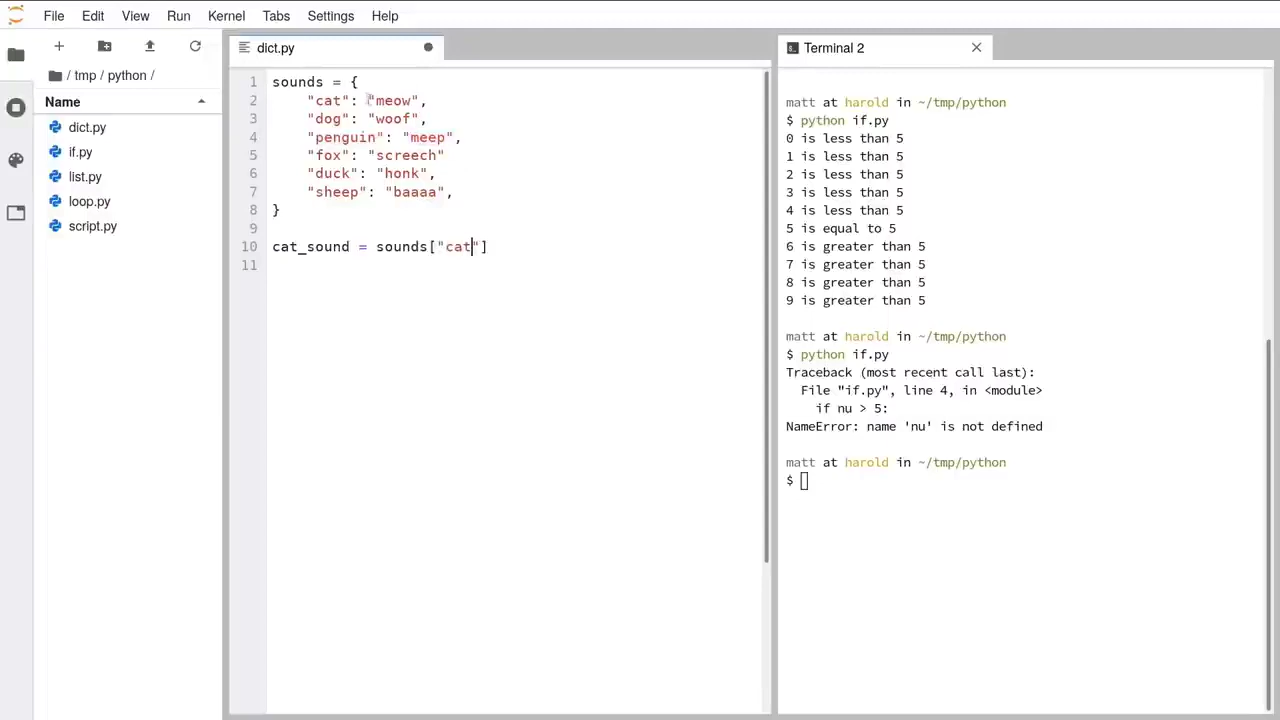 File Edit View Run Kernel Tabs Settings Help
/ tmp / python /
Name
dict.py
if.py
list.py
loop.py
script.py
dict.py
1 sounds = {
2     "cat": "meow",
3     "dog": "woof",
4     "penguin": "meep",
5     "fox": "screech"
6     "duck": "honk",
7     "sheep": "baaaa",
8 }
9
10 cat_sound = sounds["cat"]
11
Terminal 2
matt at harold in ~/tmp/python
$ python if.py
0 is less than 5
1 is less than 5
2 is less than 5
3 is less than 5
4 is less than 5
5 is equal to 5
6 is greater than 5
7 is greater than 5
8 is greater than 5
9 is greater than 5
matt at harold in ~/tmp/python
$ python if.py
Traceback (most recent call last):
  File "if.py", line 4, in <module>
    if nu > 5:
NameError: name 'nu' is not defined
matt at harold in ~/tmp/python
$